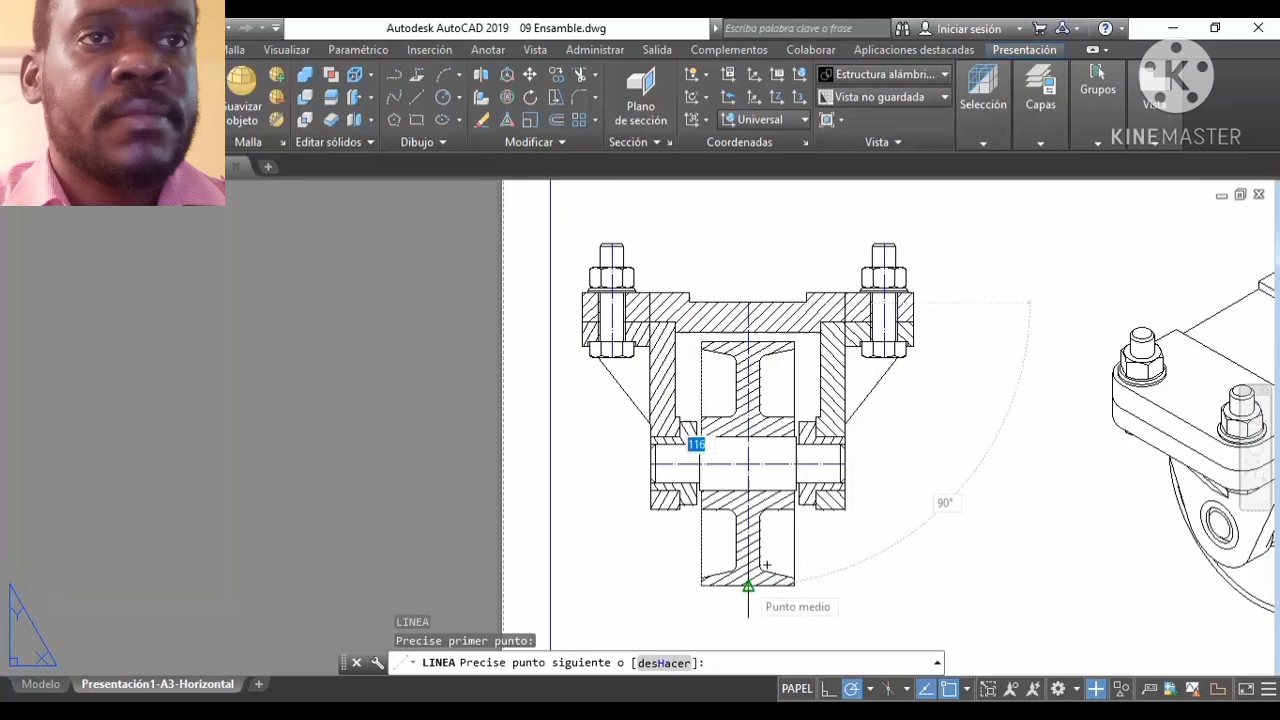 Autodesk AutoCAD 2019 09 Ensamble.dwg
Escriba palabra clave o frase
Iniciar sesión
Malla Visualizar Paramétrico Inserción Anotar Vista Administrar Salida Complementos Colaborar Aplicaciones destacadas Presentación
K
KINEMASTER
Suavizar
objeto
Plano
de sección
Universal
Estructura alámbri...
Vista no guardada
Selección
Capas
Grupos
Vista
Malla Editar sólidos Dibujo Modificar Sección Coordenadas Vista
116
90°
Punto medio
Y
X
LINEA
Precise primer punto:
LINEA Precise punto siguiente o [desHacer]:
Modelo Presentación1-A3-Horizontal
PAPEL